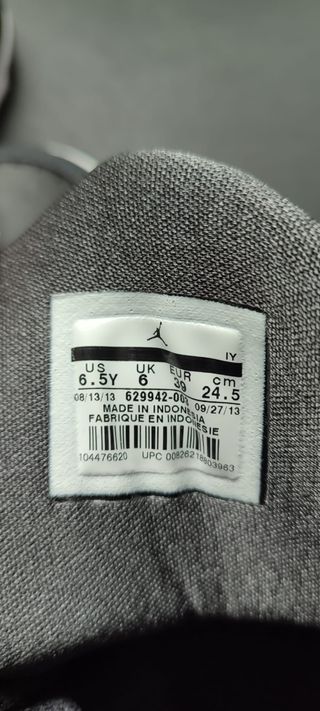 IY
US UK EUR cm
6.5Y 6 39 24.5
08/13/13 629942-00 09/27/13
MADE IN INDONESIA
FABRIQUE EN INDONESIE
104476620 UPC